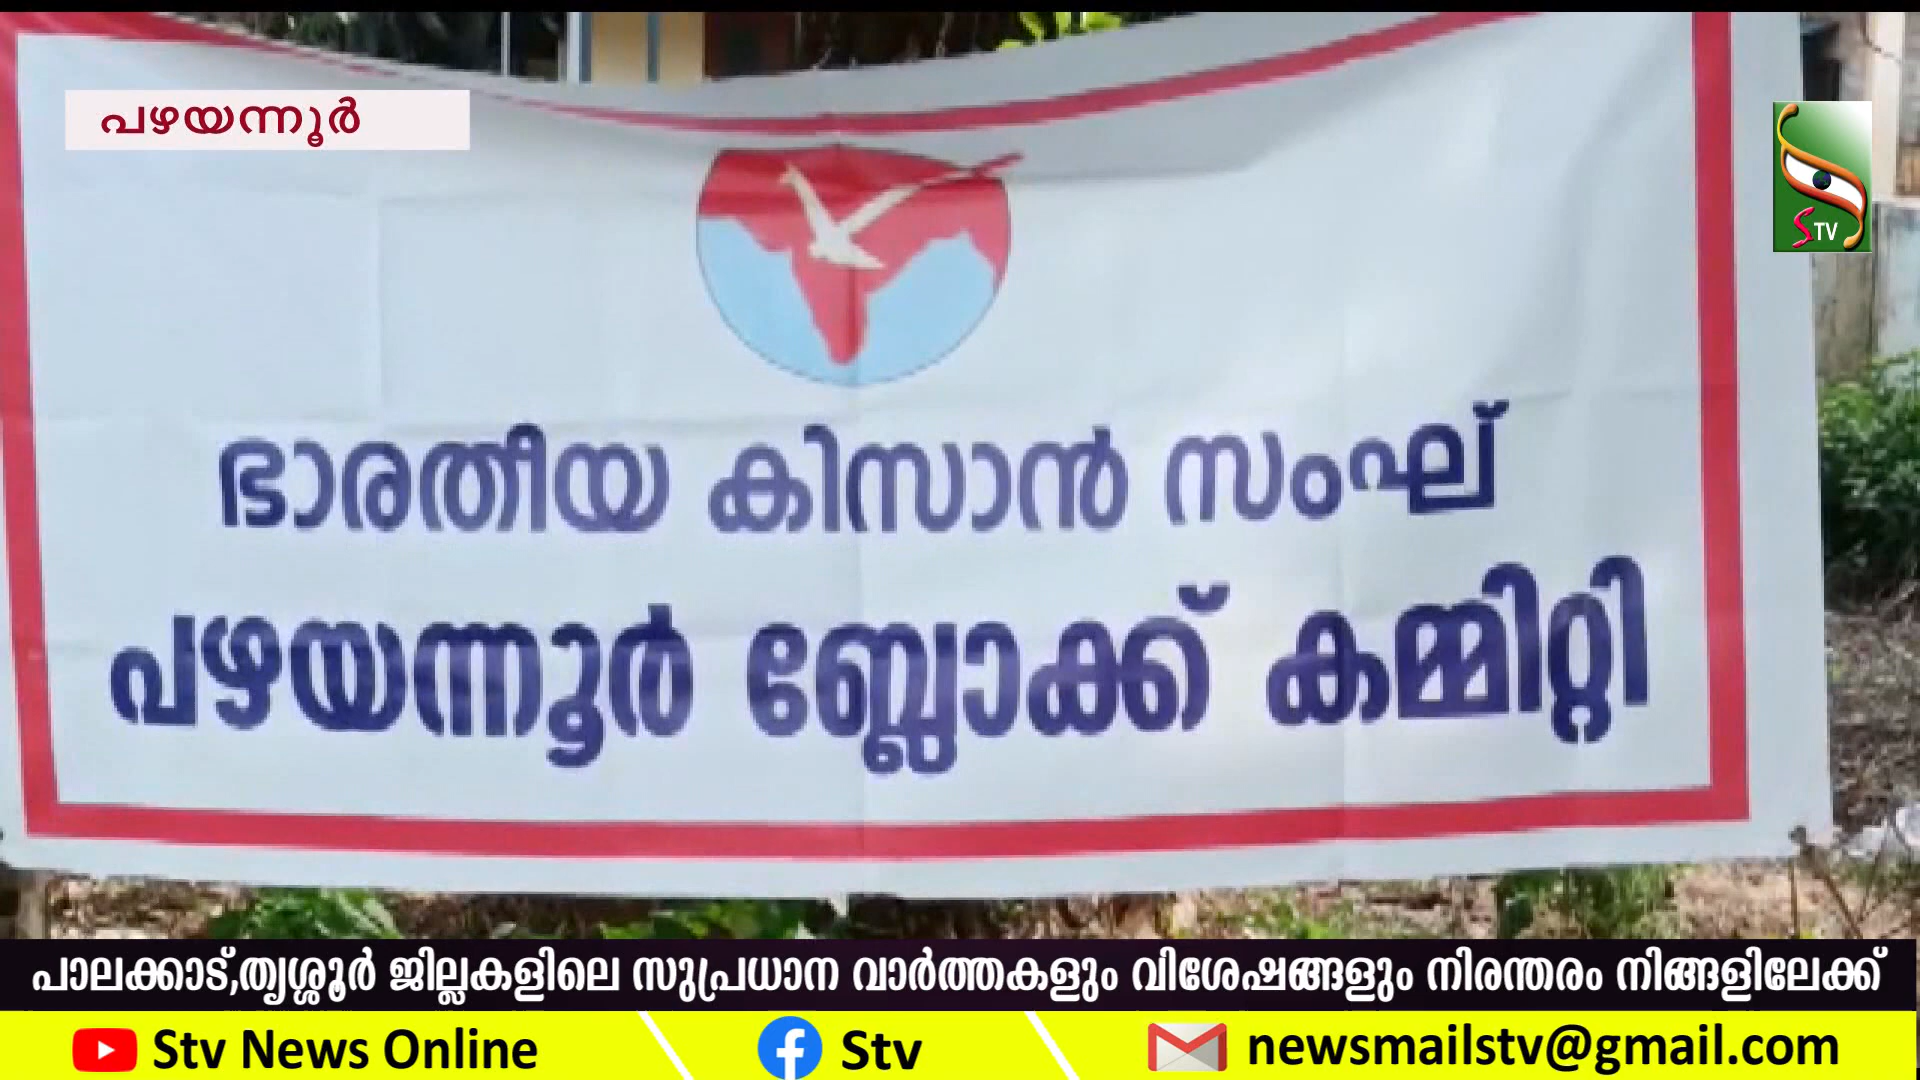 പഴയന്നൂർ
STV
ഭാരതീയ കിസാൻ സംഘ്
പഴയന്നൂർ ബ്ലോക്ക് കമ്മിറ്റി
പാലക്കാട്,തൃശ്ശൂർ ജില്ലകളിലെ സുപ്രധാന വാർത്തകളും വിശേഷങ്ങളും നിരന്തരം നിങ്ങളിലേക്ക്
Stv News Online Stv newsmailstv@gmail.com